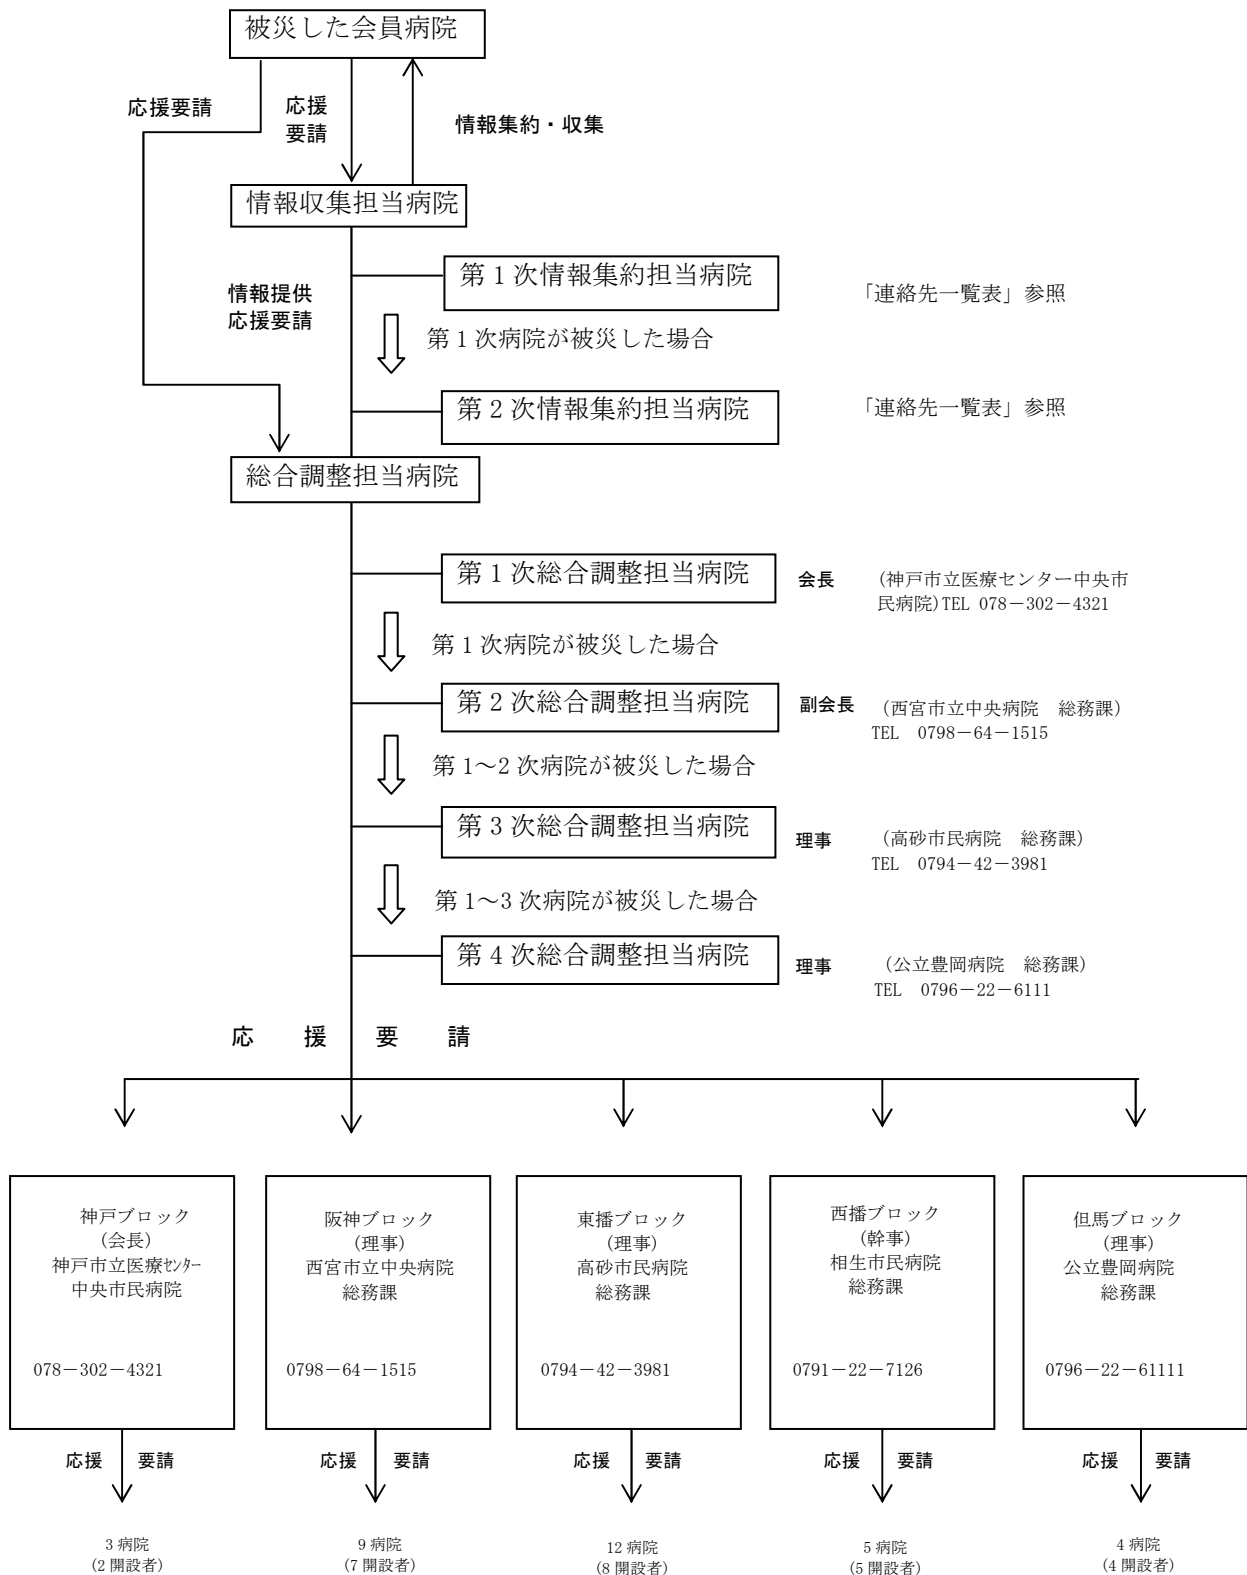 被災した会員病院
応援要請
応援
要請
情報集約・収集
情報収集担当病院
情報提供
応援要請
第1次情報集約担当病院
「連絡先一覧表」参照
第1次病院が被災した場合
第2次情報集約担当病院
「連絡先一覧表」参照
総合調整担当病院
第1次総合調整担当病院
会長
(神戸市立医療センター中央市
民病院)TEL 078－302－4321
第1次病院が被災した場合
第2次総合調整担当病院
副会長
(西宮市立中央病院　総務課)
TEL　0798－64－1515
第1～2次病院が被災した場合
第3次総合調整担当病院
理事
(高砂市民病院　総務課)
TEL　0794－42－3981
第1～3次病院が被災した場合
第4次総合調整担当病院
理事
(公立豊岡病院　総務課)
TEL　0796－22－6111
応　援　要　請
神戸ブロック
(会長)
神戸市立医療ｾﾝﾀｰ
中央市民病院
078－302－4321
阪神ブロック
(理事)
西宮市立中央病院
総務課
0798－64－1515
東播ブロック
(理事)
高砂市民病院
総務課
0794－42－3981
西播ブロック
(幹事)
相生市民病院
総務課
0791－22－7126
但馬ブロック
(理事)
公立豊岡病院
総務課
0796－22－61111
応援　要請
応援　要請
応援　要請
応援　要請
応援　要請
3病院
(2開設者)
9病院
(7開設者)
12病院
(8開設者)
5病院
(5開設者)
4病院
(4開設者)